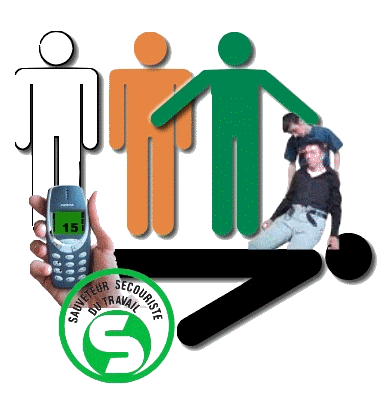 15
SAUVETEUR SECOURISTE
DU TRAVAIL
S